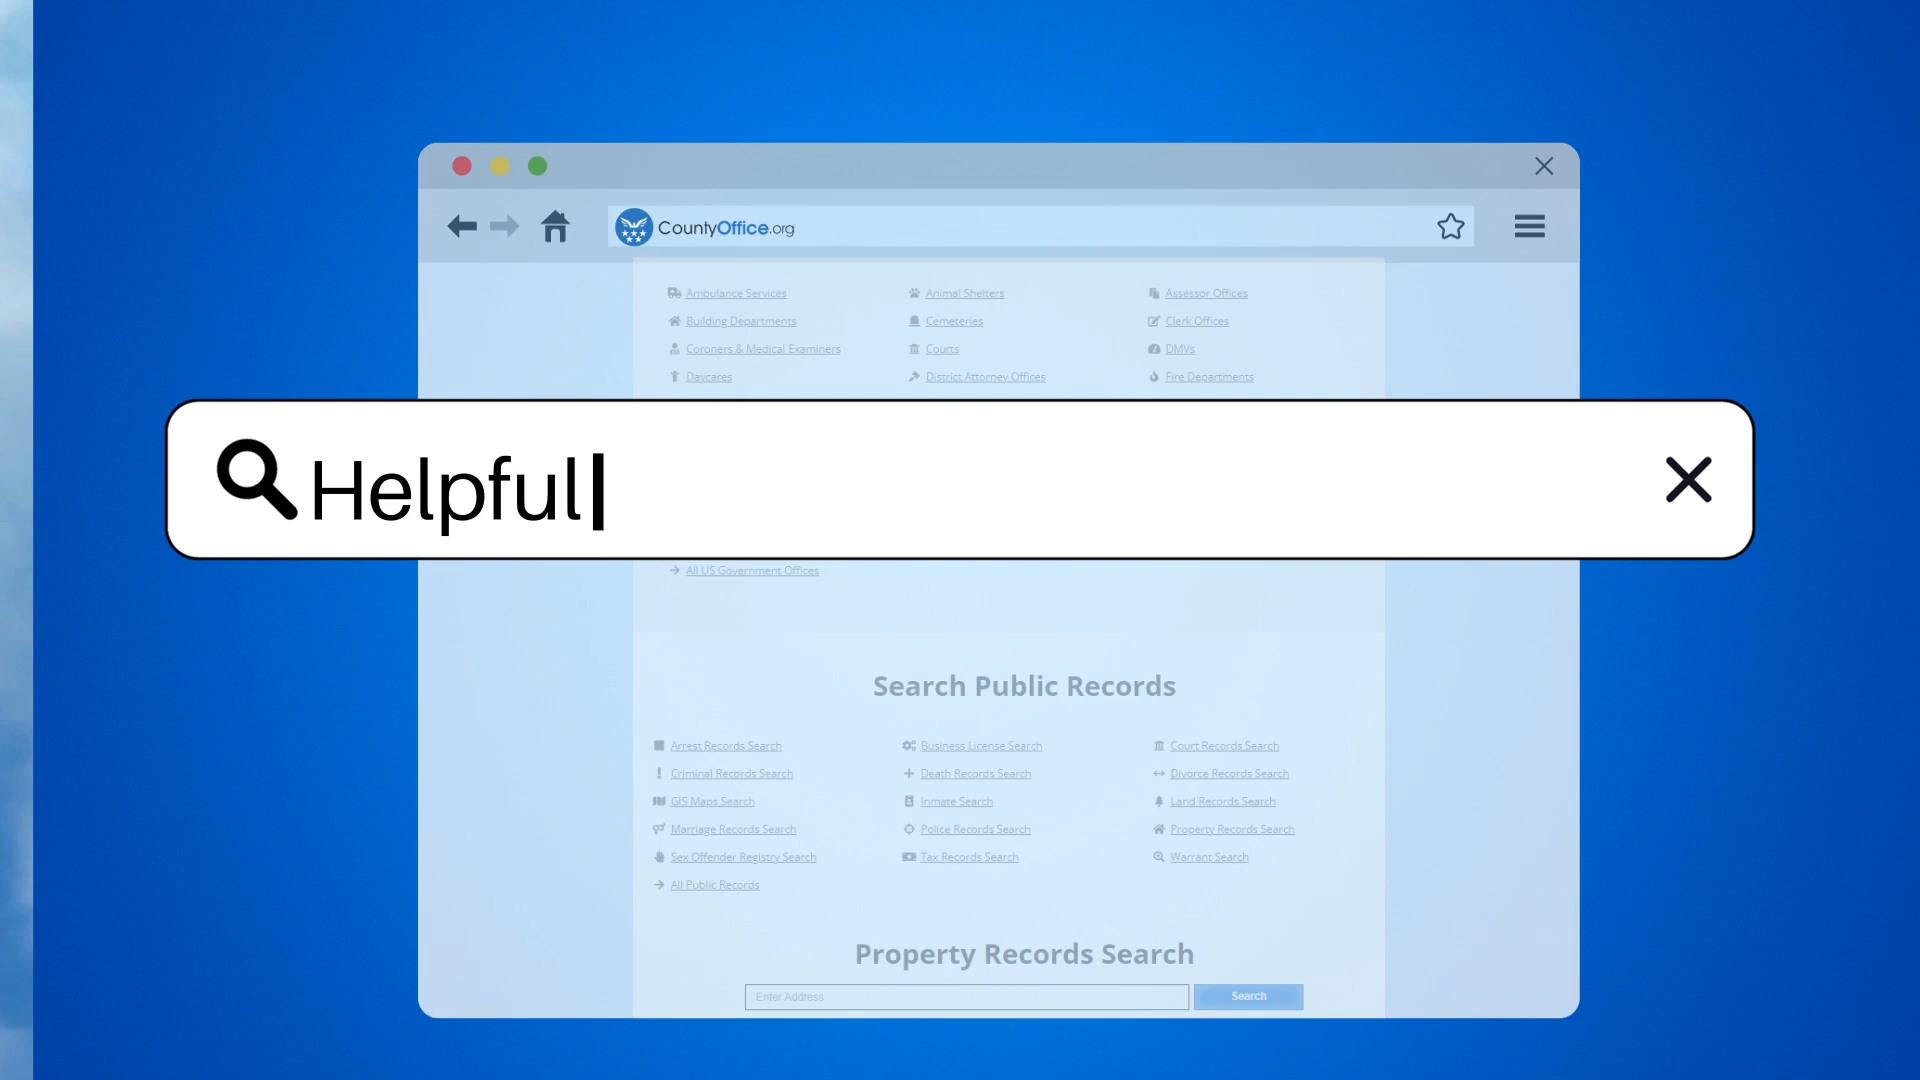 CountyOffice.org
Ambulance Services Animal Shelters Assessor Offices
Building Departments Cemeteries Clerk Offices
Coroners & Medical Examiners Courts DMVs
Daycares District Attorney Offices Fire Departments
Helpful
All US Government Offices
Search Public Records
Arrest Records Search Business License Search Court Records Search
Criminal Records Search Death Records Search Divorce Records Search
GIS Maps Search Inmate Search Land Records Search
Marriage Records Search Police Records Search Property Records Search
Sex Offender Registry Search Tax Records Search Warrant Search
All Public Records
Property Records Search
Enter Address Search